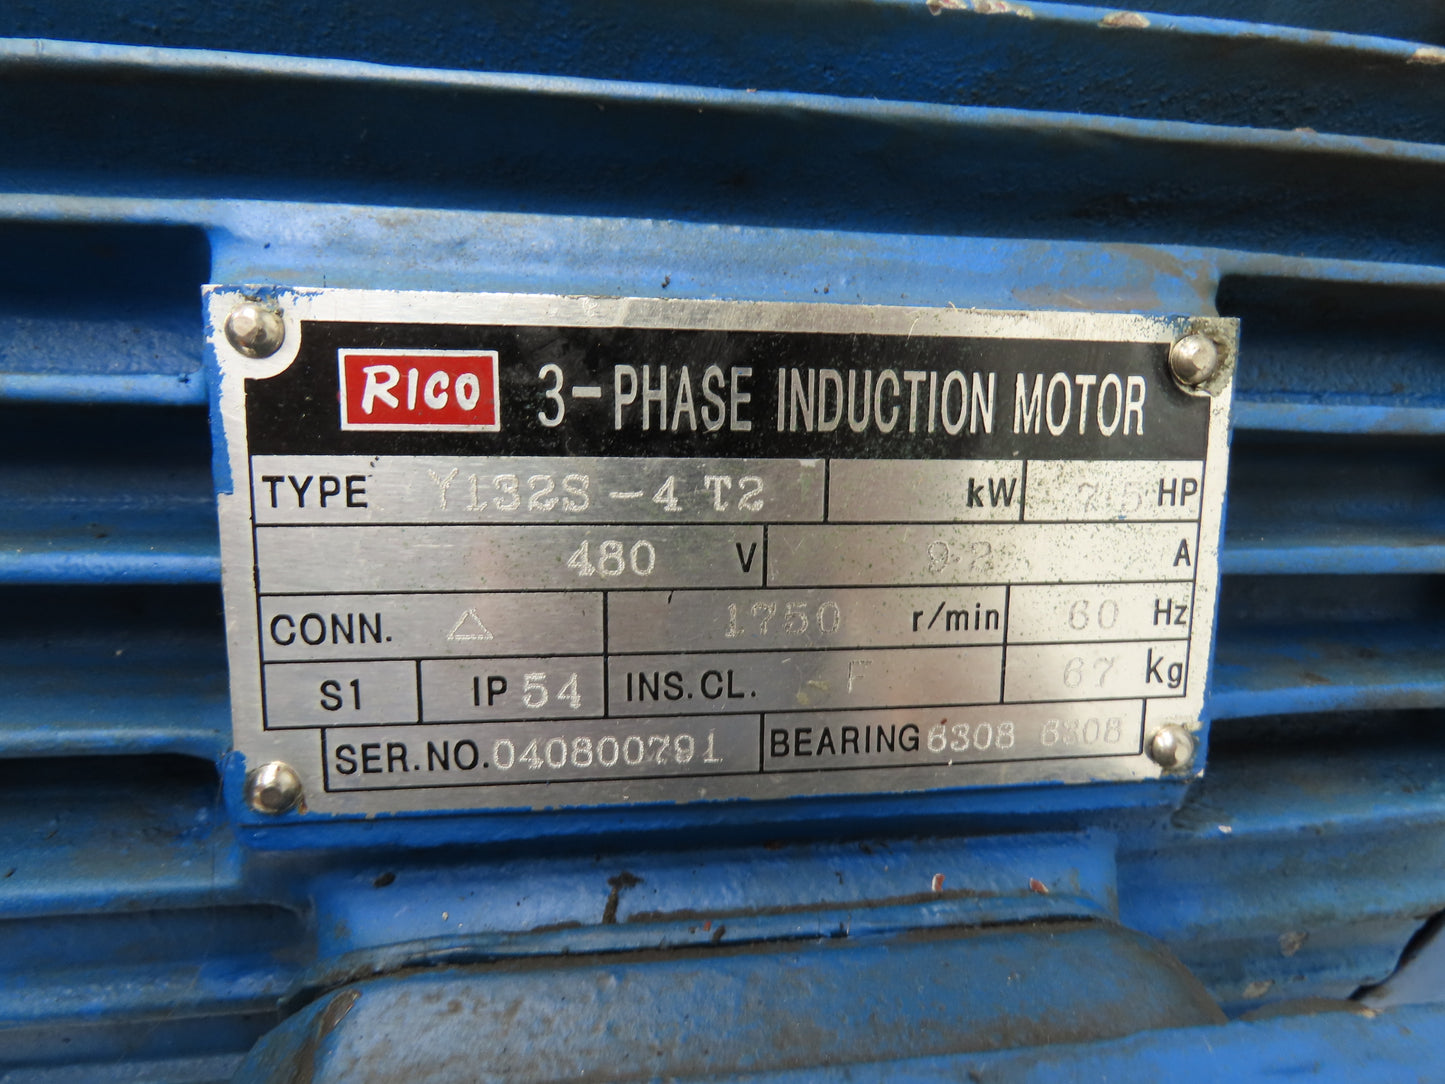 RICO 3-PHASE INDUCTION MOTOR
TYPE Y132S-4 T2 kW 7.5 HP
480 V 9.2 A
CONN. △ 1750 r/min 60 Hz
S1 IP 54 INS.CL. F 67 kg
SER.NO. 040800791 BEARING 6308 6308